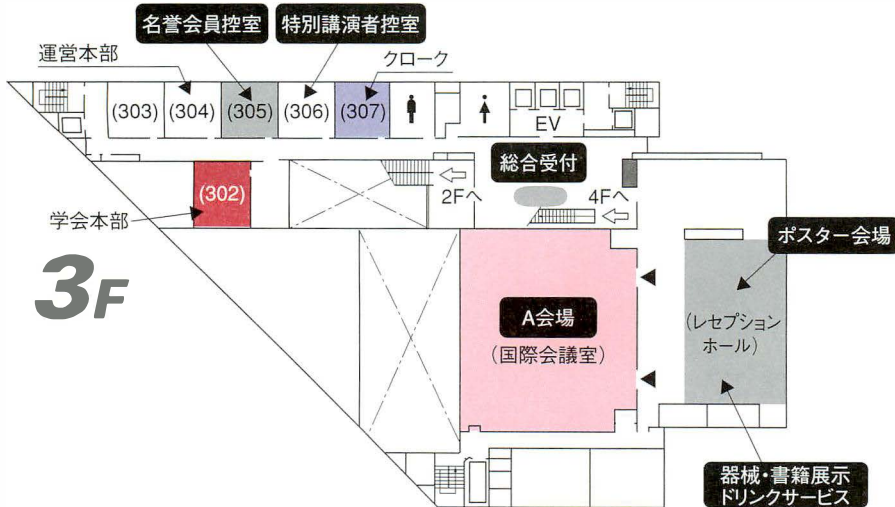 名誉会員控室
特別講演者控室
運営本部
クローク
(303)
(304)
(305)
(306)
(307)
EV
総合受付
(302)
2Fへ
4Fへ
学会本部
ポスター会場
3F
A会場
(国際会議室)
(レセプション
ホール)
器械・書籍展示
ドリンクサービス